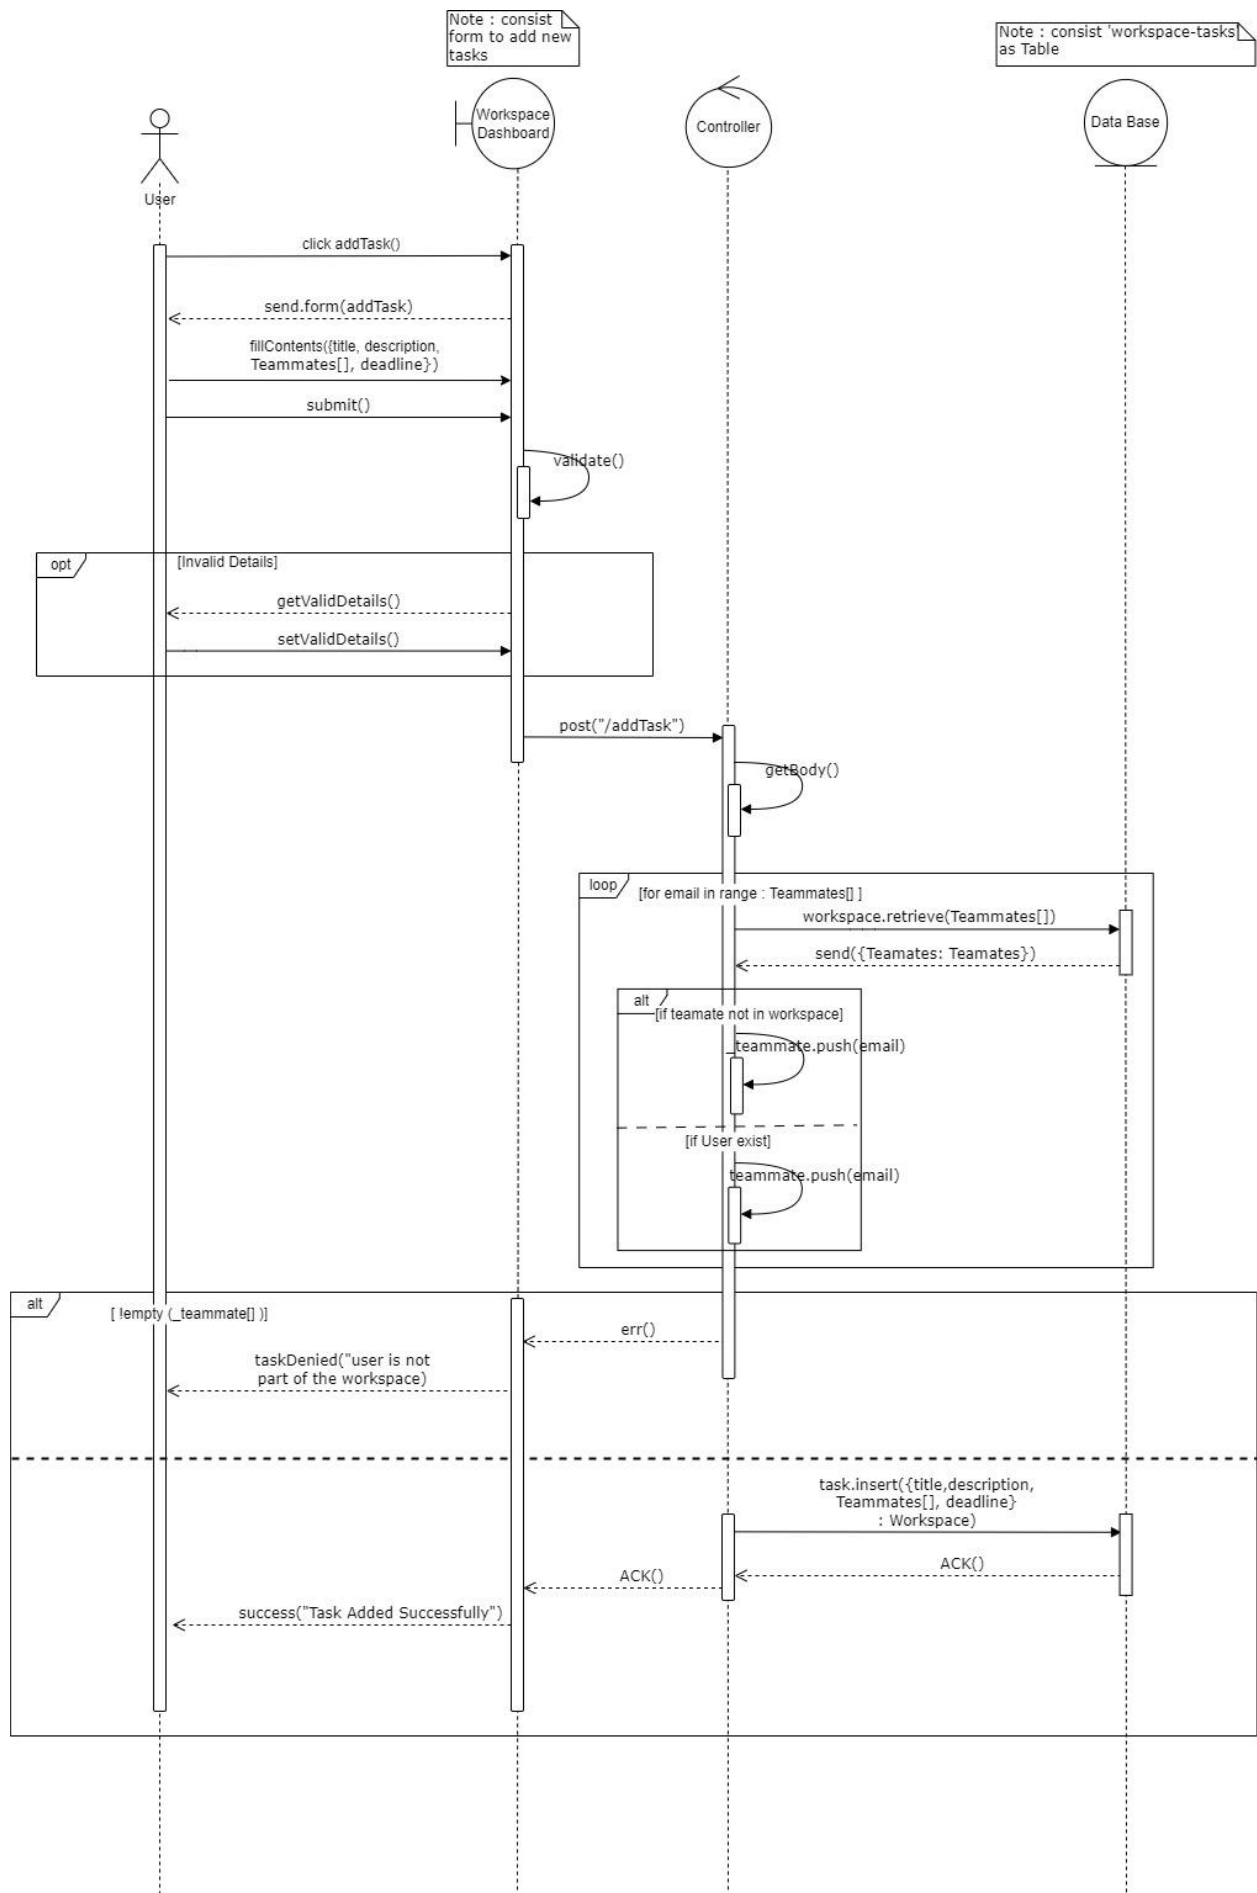 Note : consist
form to add new
tasks
Note : consist 'workspace-tasks
as Table
User
Workspace
Dashboard
Controller
Data Base
click addTask()
send.form(addTask)
fillContents({title, description,
Teammates[], deadline})
submit()
validate()
opt
[Invalid Details]
getValidDetails()
setValidDetails()
post("/addTask")
getBody()
loop
[for email in range : Teammates[] ]
workspace.retrieve(Teammates[])
send({Teamates: Teamates})
alt
[if teamate not in workspace]
_teammate.push(email)
[if User exist]
teammate.push(email)
alt
[ !empty (_teammate[] )]
err()
taskDenied("user is not
part of the workspace)
task.insert({title,description,
Teammates[], deadline}
: Workspace)
ACK()
ACK()
success("Task Added Successfully")